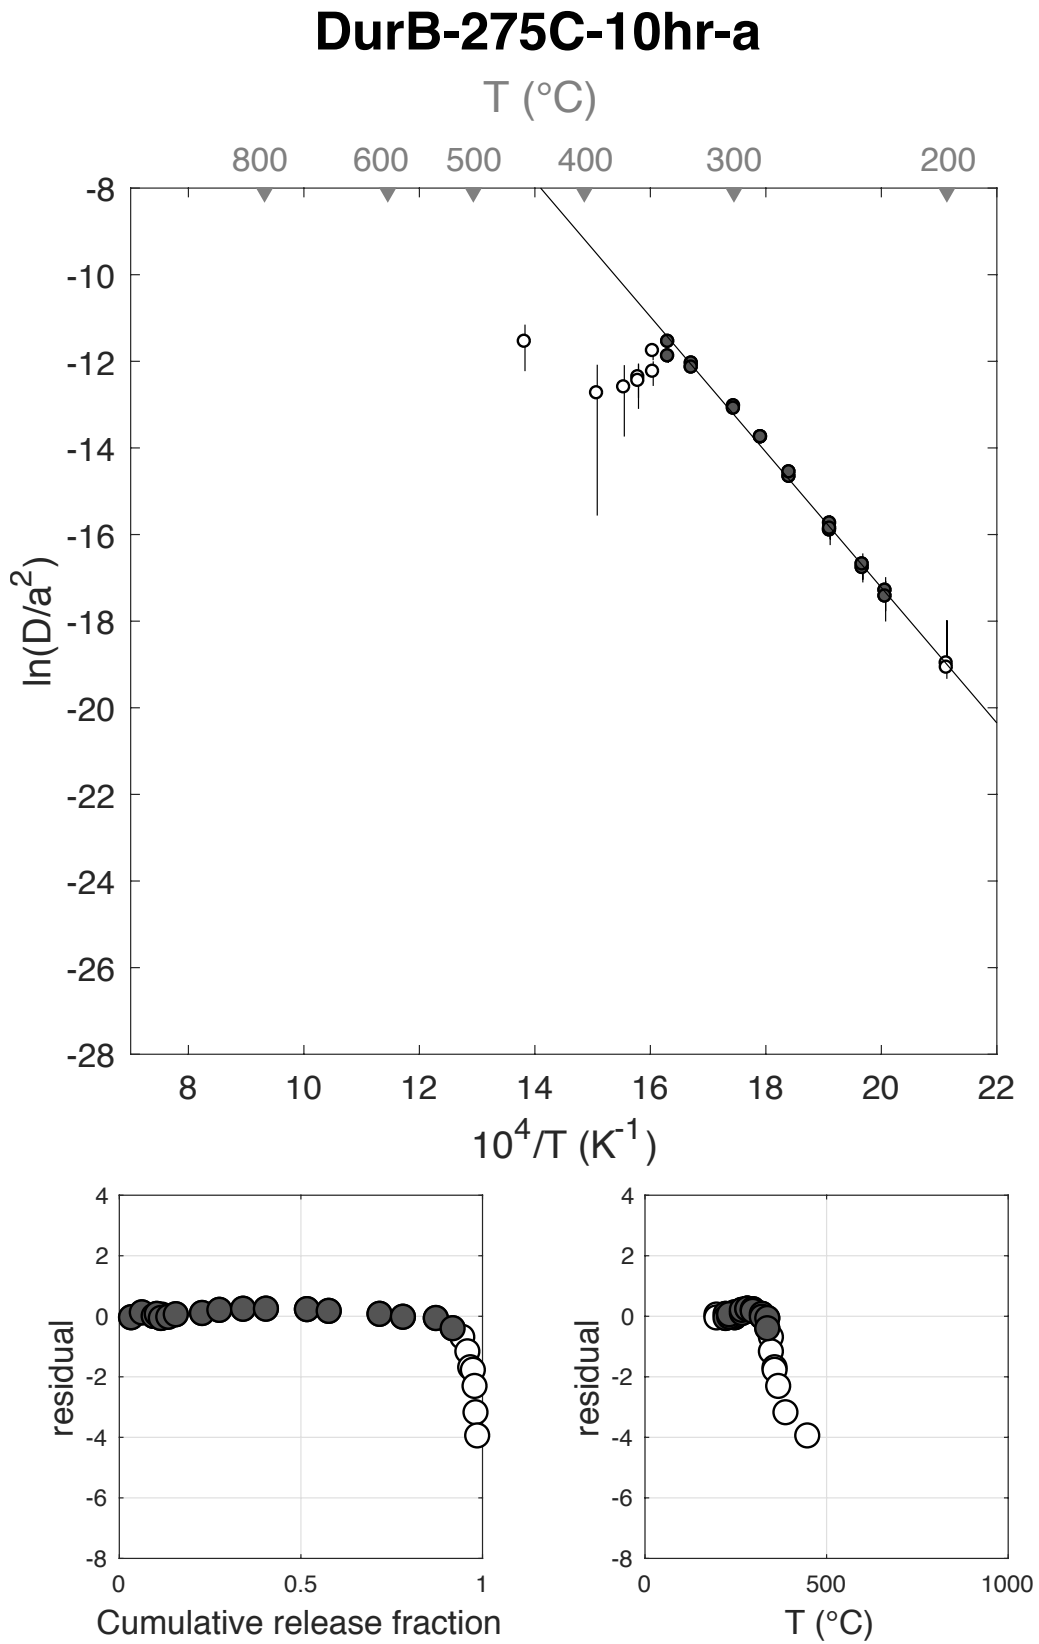 DurB-275C-10hr-a
T (°C)
800 600 500 400 300 200
-8
-10
-12
-14
-16
-18
-20
-22
-24
-26
-28
ln(D/a²)
8 10 12 14 16 18 20 22
10⁴/T (K⁻¹)
4
2
0
-2
-4
-6
-8
residual
0 0.5 1
Cumulative release fraction
4
2
0
-2
-4
-6
-8
residual
0 500 1000
T (°C)